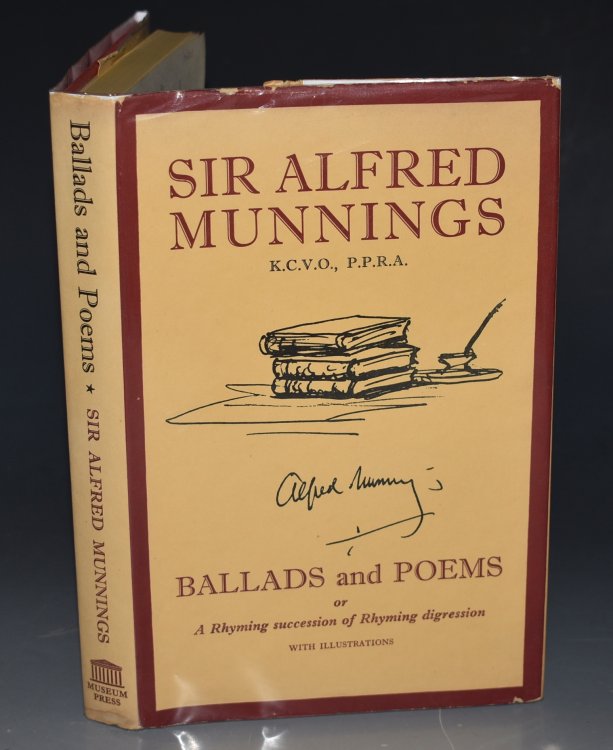 Ballads and Poems ★ SIR ALFRED MUNNINGS
MUSEUM
PRESS
SIR ALFRED
MUNNINGS
K.C.V.O., P.P.R.A.
Alfred Munnings
BALLADS and POEMS
or
A Rhyming succession of Rhyming digression
WITH ILLUSTRATIONS